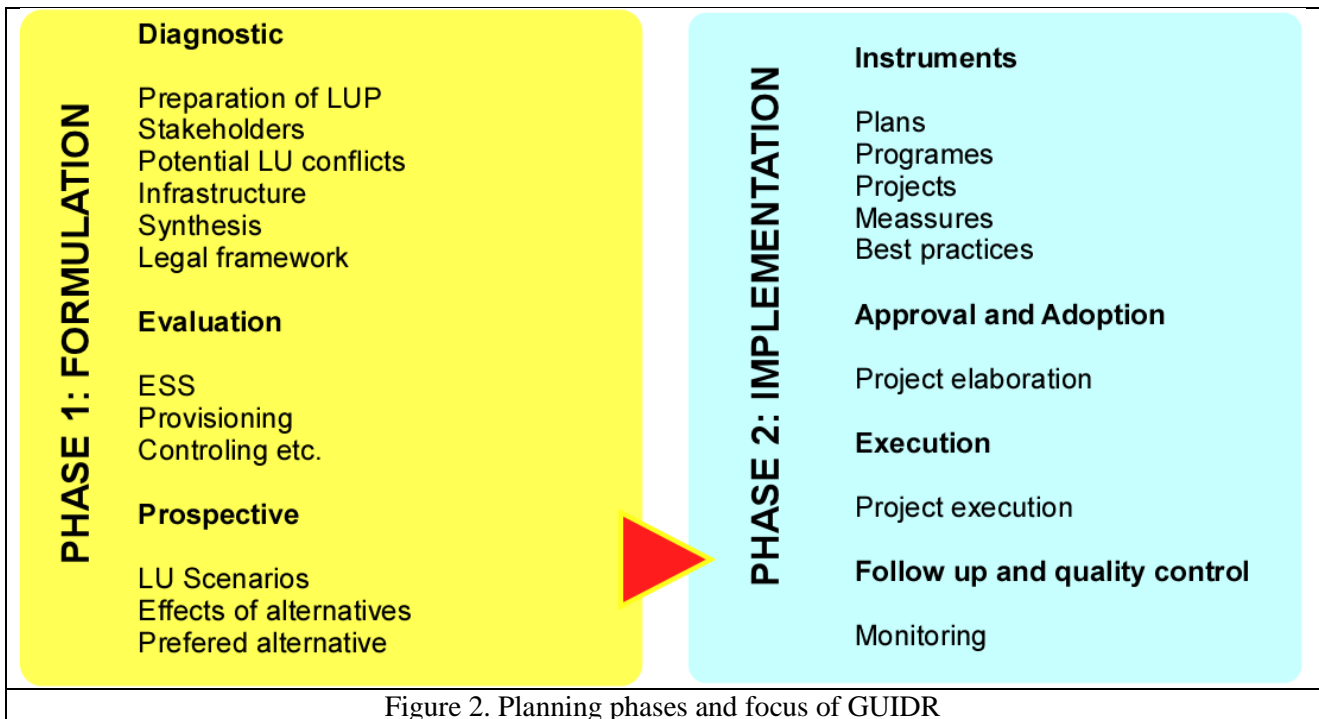 PHASE 1: FORMULATION
Diagnostic
Preparation of LUP
Stakeholders
Potential LU conflicts
Infrastructure
Synthesis
Legal framework
Evaluation
ESS
Provisioning
Controling etc.
Prospective
LU Scenarios
Effects of alternatives
Prefered alternative
PHASE 2: IMPLEMENTATION
Instruments
Plans
Programes
Projects
Meassures
Best practices
Approval and Adoption
Project elaboration
Execution
Project execution
Follow up and quality control
Monitoring
Figure 2. Planning phases and focus of GUIDR